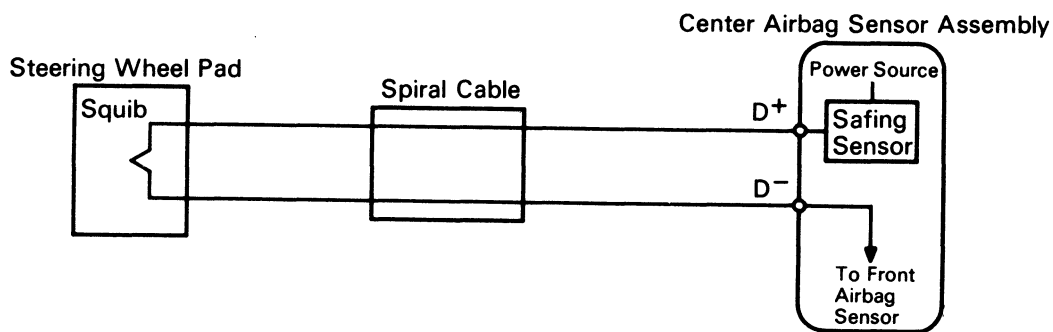 Center Airbag Sensor Assembly
Steering Wheel Pad
Squib
Spiral Cable
Power Source
D+
Safing
Sensor
D−
To Front
Airbag
Sensor